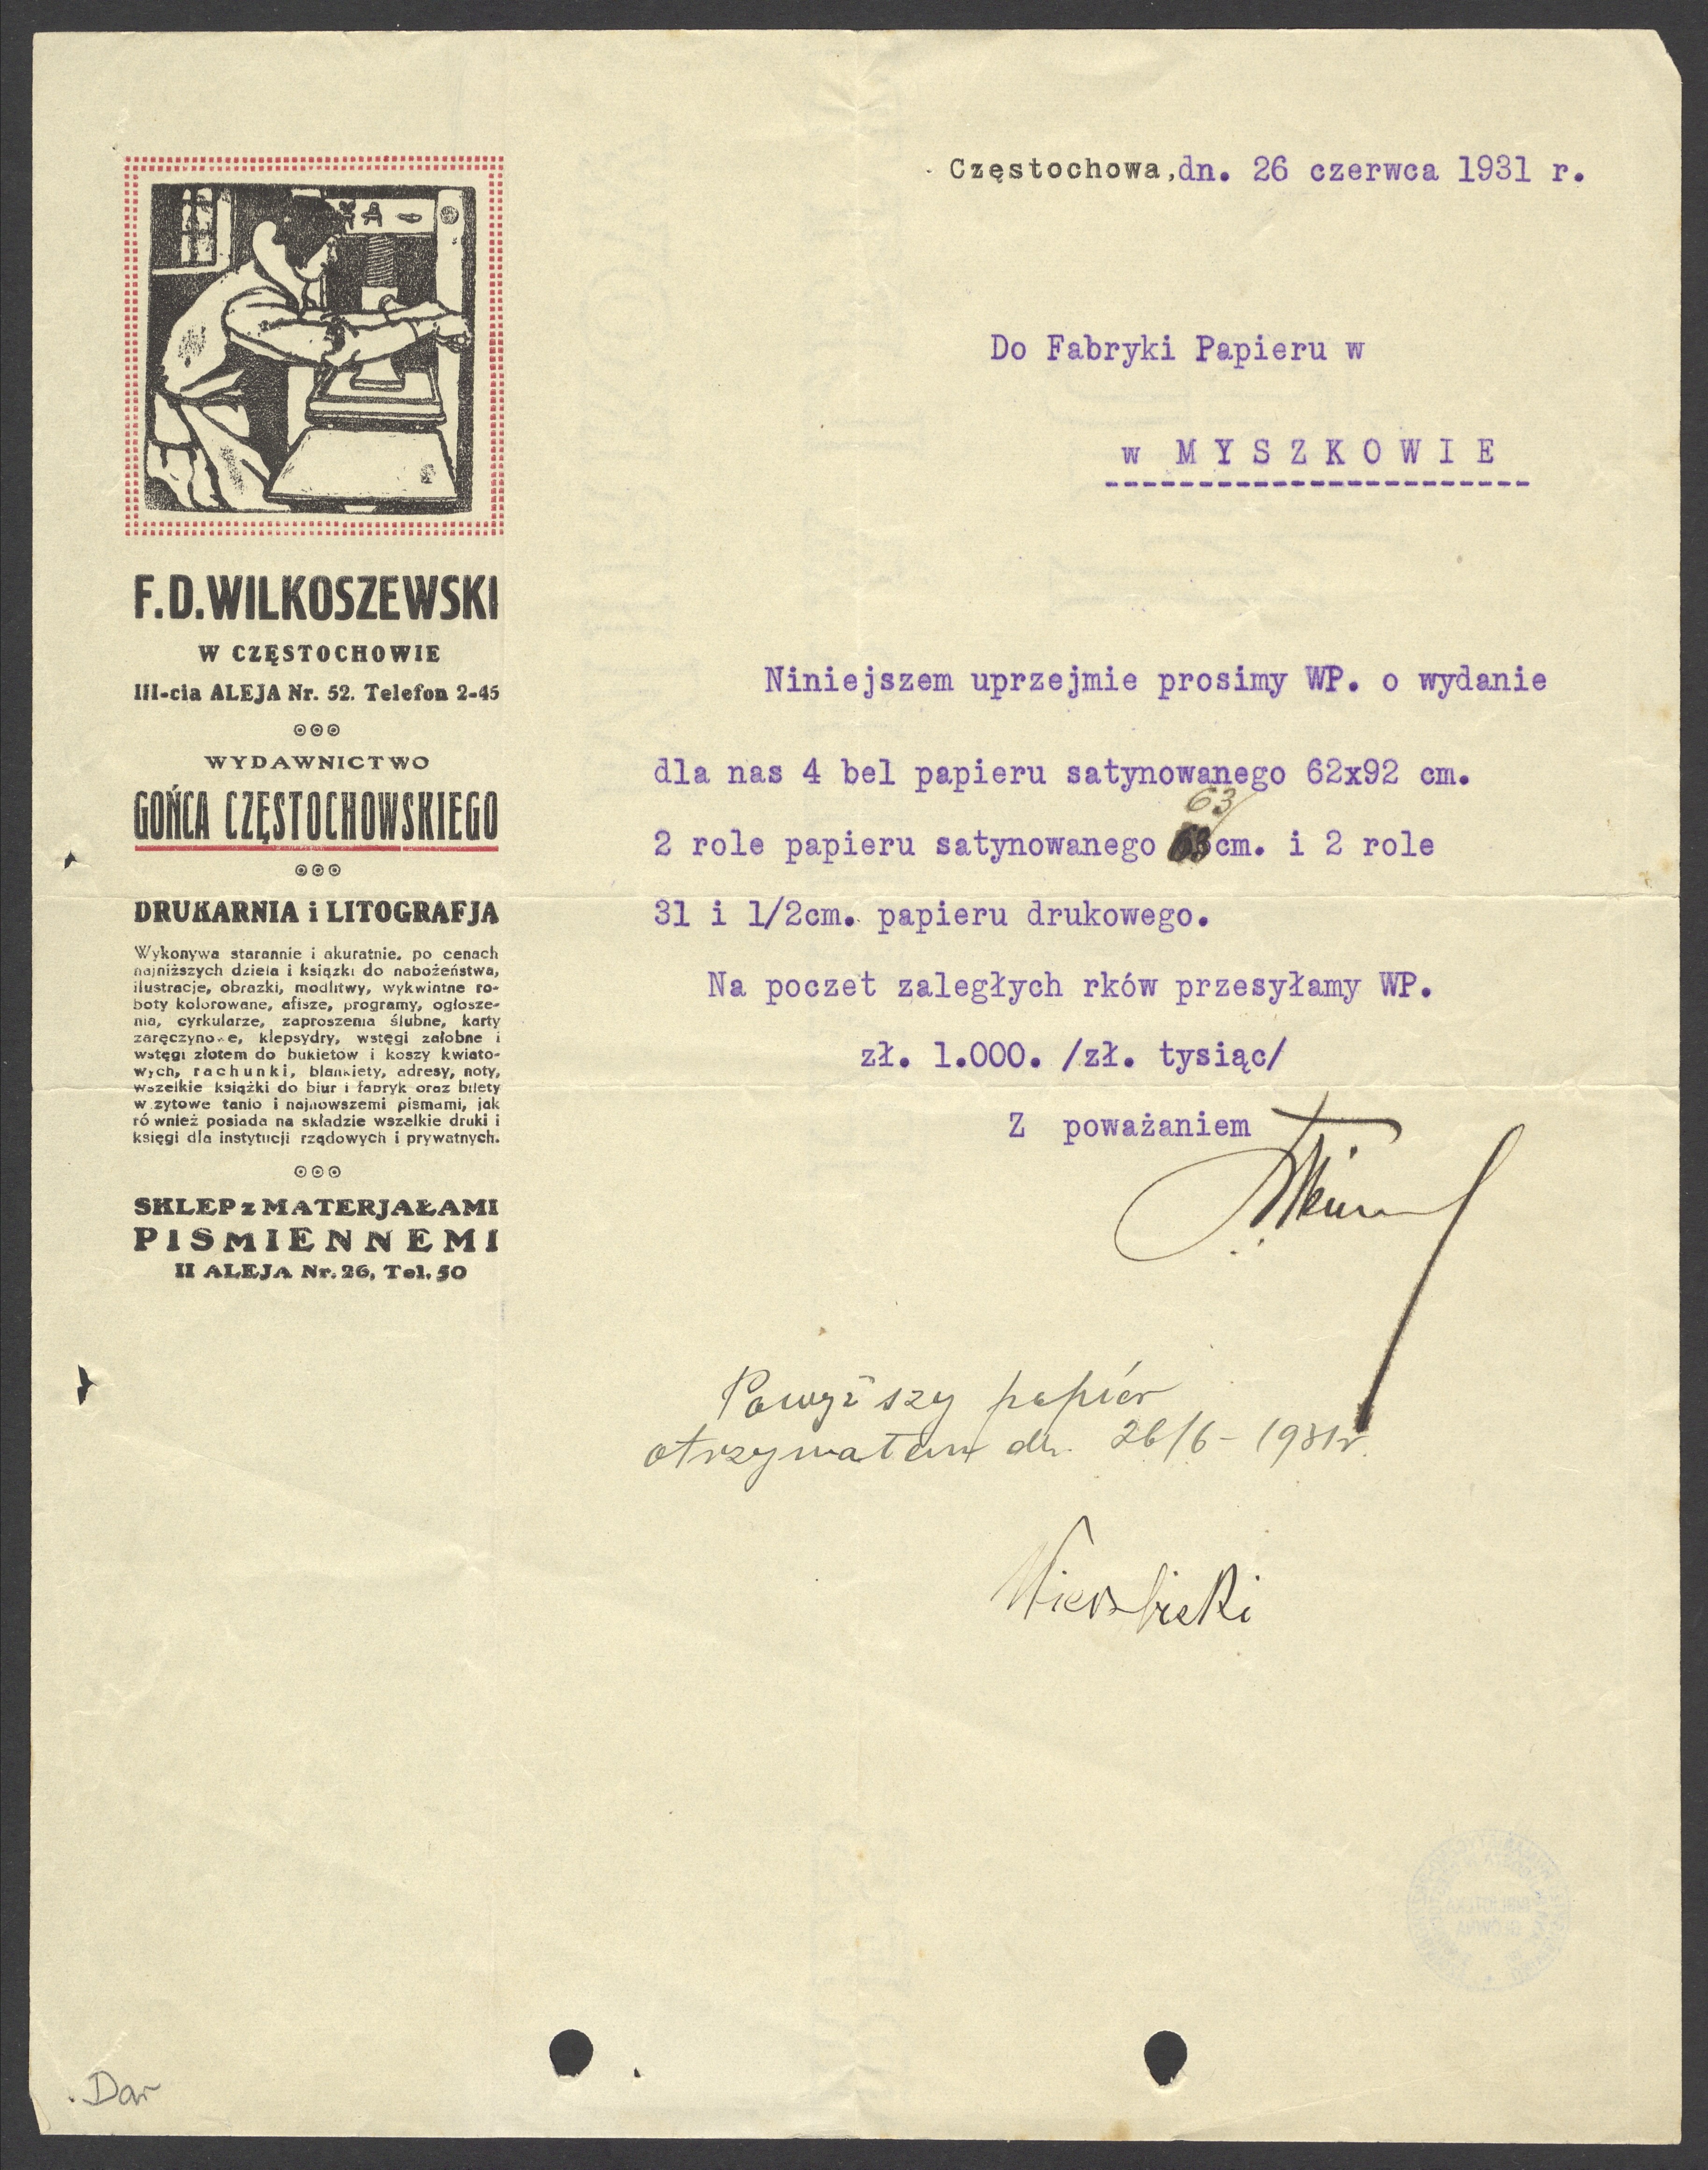 Częstochowa, dn. 26 czerwca 1931 r.
Do Fabryki Papieru w
w MYSZKOWIE
F. D. WILKOSZEWSKI
W CZĘSTOCHOWIE
III-cia ALEJA Nr. 52. Telefon 2-45
WYDAWNICTWO
GOŃCA CZĘSTOCHOWSKIEGO
DRUKARNIA i LITOGRAFJA
Wykonywa starannie i akuratnie, po cenach
najniższych dzieła i książki do nabożeństwa,
ilustracje, obrazki, modlitwy, wykwintne ro-
boty kolorowane, afisze, programy, ogłosze-
nia, cyrkularze, zaproszenia ślubne, karty
zaręczynowe, klepsydry, wstęgi żałobne i
wstęgi złotem do bukietów i koszy kwiato-
wych, rachunki, blankiety, adresy, noty,
wszelkie książki do biur i fabryk oraz bilety
wizytowe tanio i najnowszemi pismami, jak
również posiada na składzie wszelkie druki i
księgi dla instytucji rządowych i prywatnych.
SKLEP z MATERJAŁAMI
PISMIENNEMI
II ALEJA Nr. 26, Tel. 50
Niniejszem uprzejmie prosimy WP. o wydanie
dla nas 4 bel papieru satynowanego 62x92 cm.
63/
2 role papieru satynowanego 63cm. i 2 role
31 i 1/2cm. papieru drukowego.
Na poczet zaległych rków przesyłamy WP.
zł. 1.000. /zł. tysiąc/
Z poważaniem
Powyższy papier
otrzymałem dn. 26/6 - 1931 r.
BIBLIOTEKA
GŁÓWNA
Dar